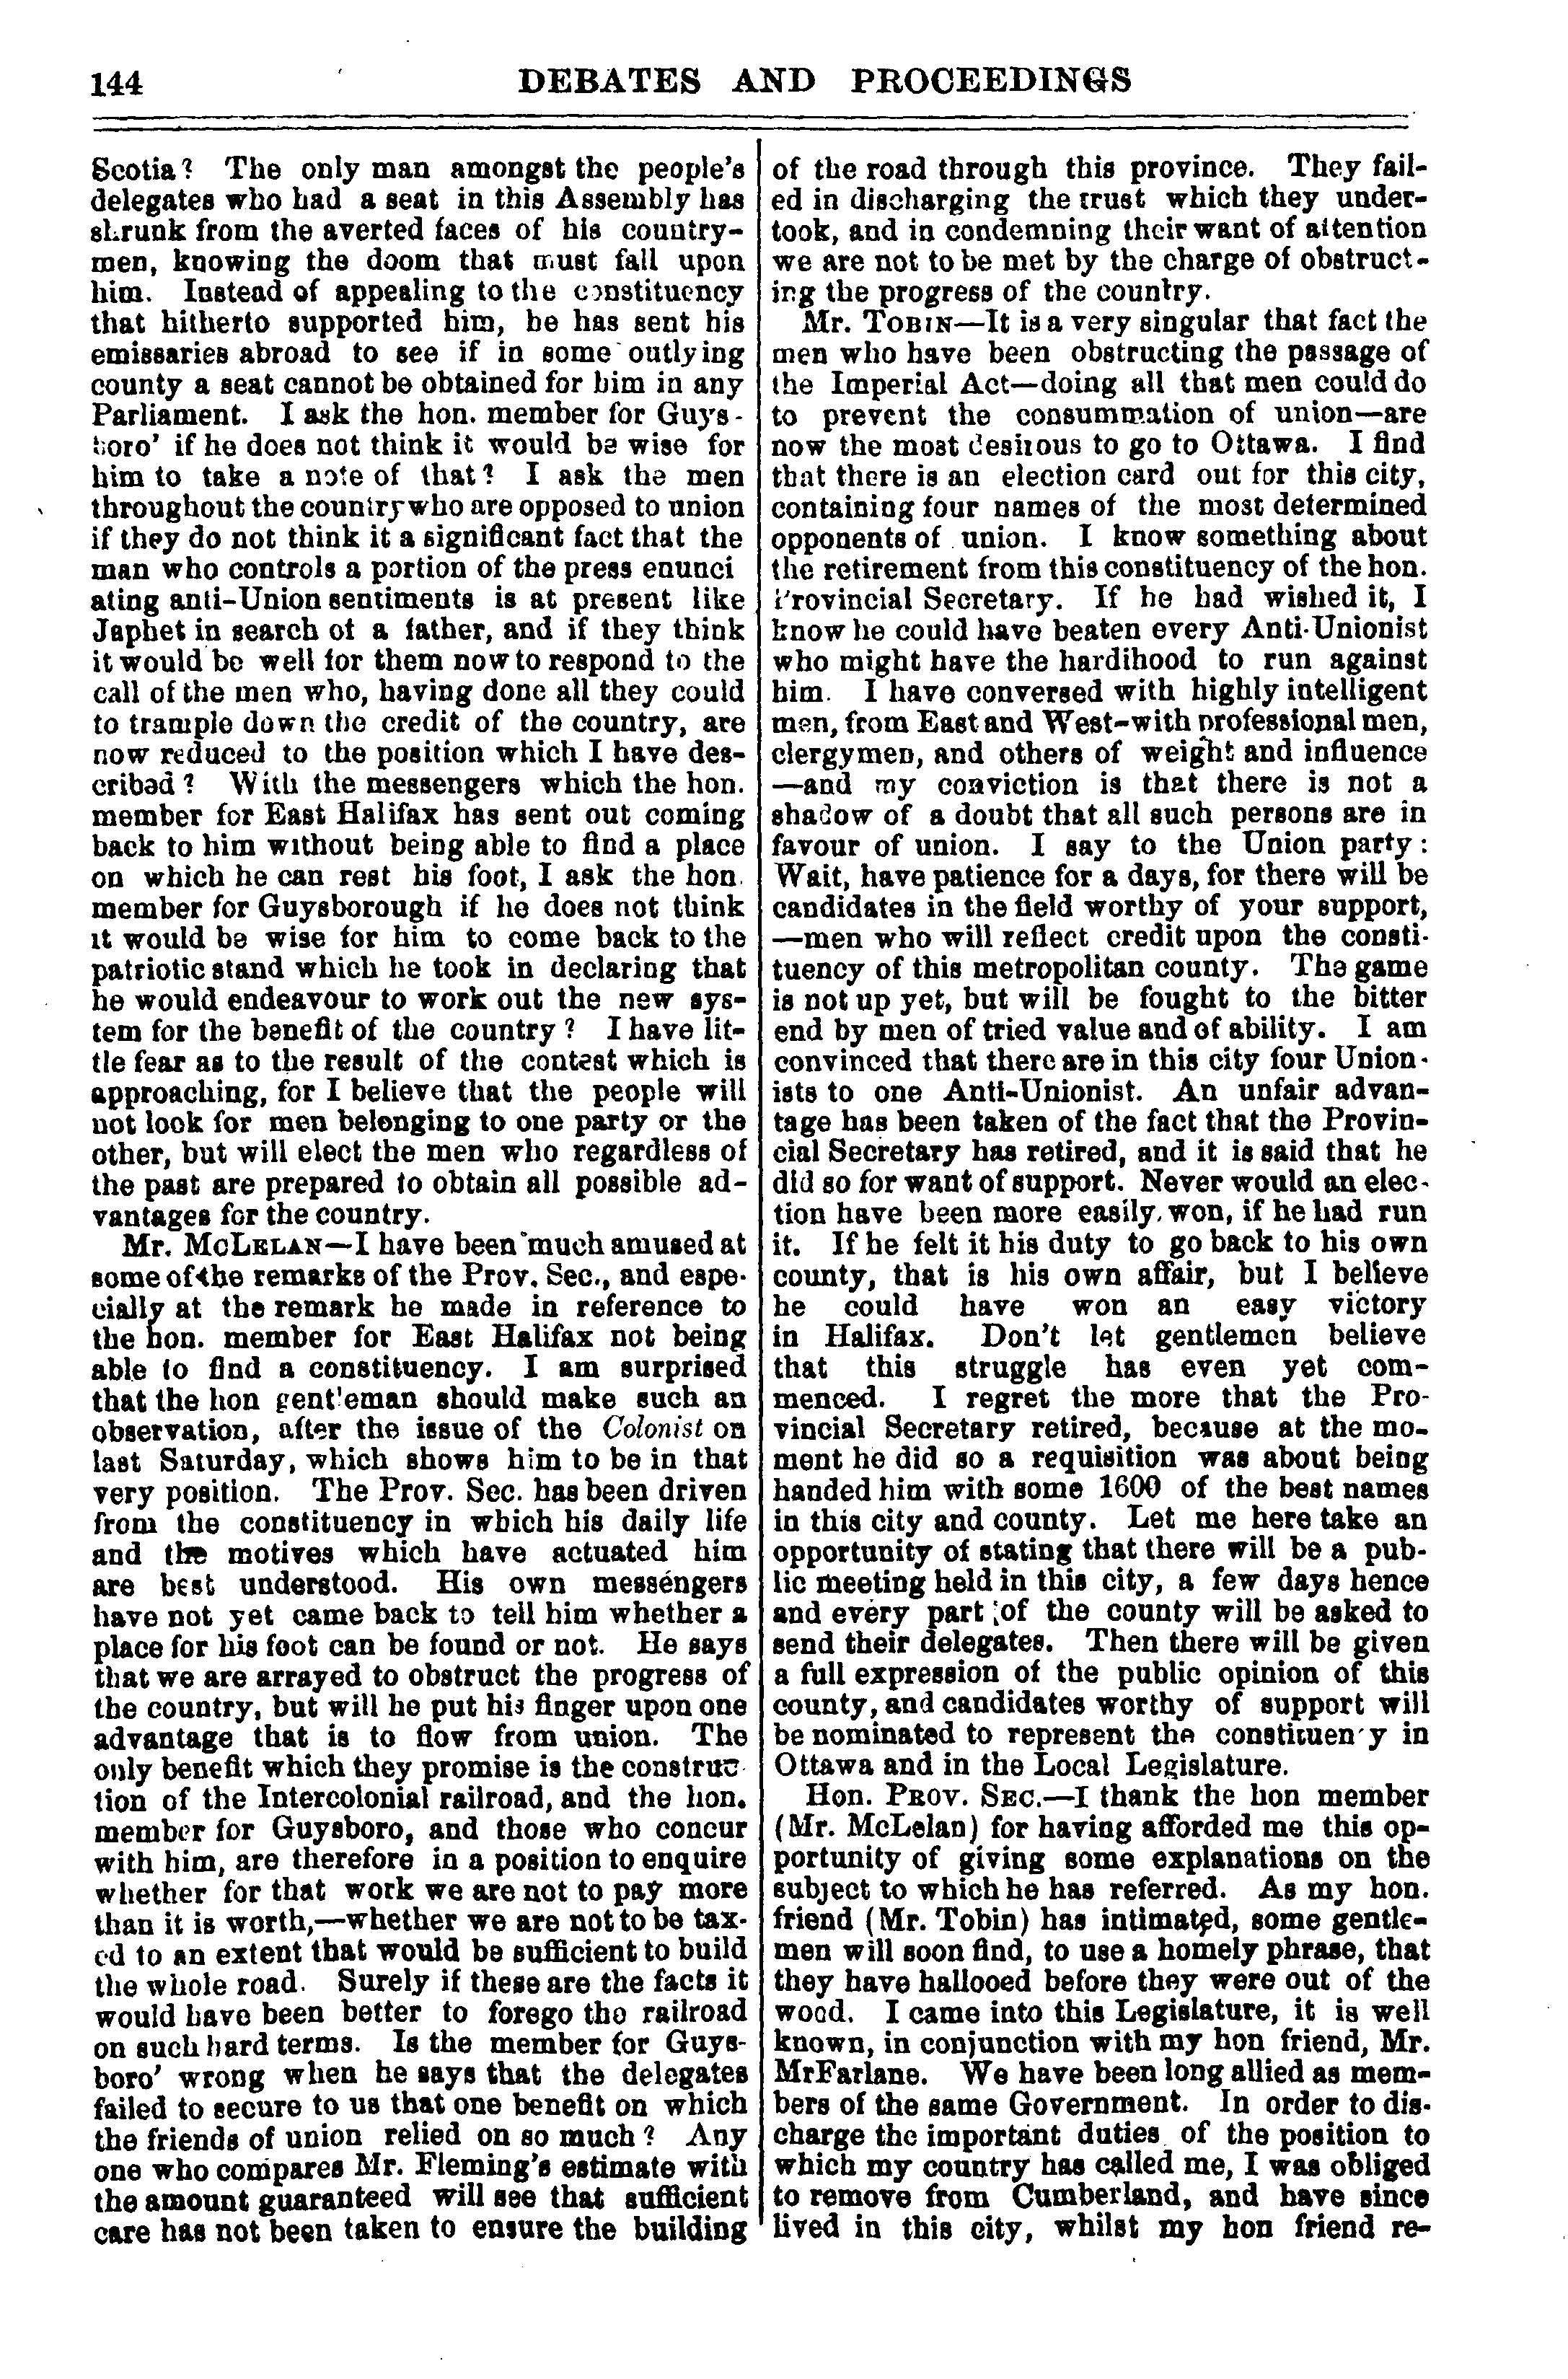 144
DEBATES AND PROCEEDINGS
Scotia? The only man amongst the people's
delegates who had a seat in this Assembly has
shrunk from the averted faces of his country-
men, knowing the doom that must fall upon
him. Instead of appealing to the constituency
that hitherto supported him, he has sent his
emissaries abroad to see if in some outlying
county a seat cannot be obtained for him in any
Parliament. I ask the hon. member for Guys-
boro' if he does not think it would be wise for
him to take a note of that? I ask the men
throughout the country who are opposed to union
if they do not think it a significant fact that the
man who controls a portion of the press enunci
ating anti-Union sentiments is at present like
Japhet in search of a father, and if they think
it would be well for them now to respond to the
call of the men who, having done all they could
to trample down the credit of the country, are
now reduced to the position which I have des-
cribed? With the messengers which the hon.
member for East Halifax has sent out coming
back to him without being able to find a place
on which he can rest his foot, I ask the hon.
member for Guysborough if he does not think
it would be wise for him to come back to the
patriotic stand which he took in declaring that
he would endeavour to work out the new sys-
tem for the benefit of the country? I have lit-
tle fear as to the result of the contest which is
approaching, for I believe that the people will
not look for men belonging to one party or the
other, but will elect the men who regardless of
the past are prepared to obtain all possible ad-
vantages for the country.
Mr. McLELAN—I have been much amused at
some of the remarks of the Prov. Sec., and espe-
cially at the remark he made in reference to
the hon. member for East Halifax not being
able to find a constituency. I am surprised
that the hon gent'eman should make such an
observation, after the issue of the Colonist on
last Saturday, which shows him to be in that
very position. The Prov. Sec. has been driven
from the constituency in which his daily life
and the motives which have actuated him
are best understood. His own messengers
have not yet came back to tell him whether a
place for his foot can be found or not. He says
that we are arrayed to obstruct the progress of
the country, but will he put his finger upon one
advantage that is to flow from union. The
only benefit which they promise is the construc-
tion of the Intercolonial railroad, and the hon.
member for Guysboro, and those who concur
with him, are therefore in a position to enquire
whether for that work we are not to pay more
than it is worth,—whether we are not to be tax-
ed to an extent that would be sufficient to build
the whole road. Surely if these are the facts it
would have been better to forego the railroad
on such hard terms. Is the member for Guys-
boro' wrong when he says that the delegates
failed to secure to us that one benefit on which
the friends of union relied on so much? Any
one who compares Mr. Fleming's estimate with
the amount guaranteed will see that sufficient
care has not been taken to ensure the building
of the road through this province. They fail-
ed in discharging the trust which they under-
took, and in condemning their want of attention
we are not to be met by the charge of obstruct-
ing the progress of the country.
Mr. TOBIN—It is a very singular that fact the
men who have been obstructing the passage of
the Imperial Act—doing all that men could do
to prevent the consummation of union—are
now the most desirous to go to Ottawa. I find
that there is an election card out for this city,
containing four names of the most determined
opponents of union. I know something about
the retirement from this constituency of the hon.
Provincial Secretary. If he had wished it, I
know he could have beaten every Anti-Unionist
who might have the hardihood to run against
him. I have conversed with highly intelligent
men, from East and West-with professional men,
clergymen, and others of weight and influence
—and my conviction is that there is not a
shadow of a doubt that all such persons are in
favour of union. I say to the Union party:
Wait, have patience for a days, for there will be
candidates in the field worthy of your support,
—men who will reflect credit upon the consti-
tuency of this metropolitan county. The game
is not up yet, but will be fought to the bitter
end by men of tried value and of ability. I am
convinced that there are in this city four Union-
ists to one Anti-Unionist. An unfair advan-
tage has been taken of the fact that the Provin-
cial Secretary has retired, and it is said that he
did so for want of support. Never would an elec-
tion have been more easily won, if he had run
it. If he felt it his duty to go back to his own
county, that is his own affair, but I believe
he could have won an easy victory
in Halifax. Don't let gentlemen believe
that this struggle has even yet com-
menced. I regret the more that the Pro-
vincial Secretary retired, because at the mo-
ment he did so a requisition was about being
handed him with some 1600 of the best names
in this city and county. Let me here take an
opportunity of stating that there will be a pub-
lic meeting held in this city, a few days hence
and every part of the county will be asked to
send their delegates. Then there will be given
a full expression of the public opinion of this
county, and candidates worthy of support will
be nominated to represent the constituen'y in
Ottawa and in the Local Legislature.
Hon. PROV. SEC.—I thank the hon member
(Mr. McLelan) for having afforded me this op-
portunity of giving some explanations on the
subject to which he has referred. As my hon.
friend (Mr. Tobin) has intimated, some gentle-
men will soon find, to use a homely phrase, that
they have hallooed before they were out of the
wood. I came into this Legislature, it is well
known, in conjunction with my hon friend, Mr.
MrFarlane. We have been long allied as mem-
bers of the same Government. In order to dis-
charge the important duties of the position to
which my country has called me, I was obliged
to remove from Cumberland, and have since
lived in this city, whilst my hon friend re-